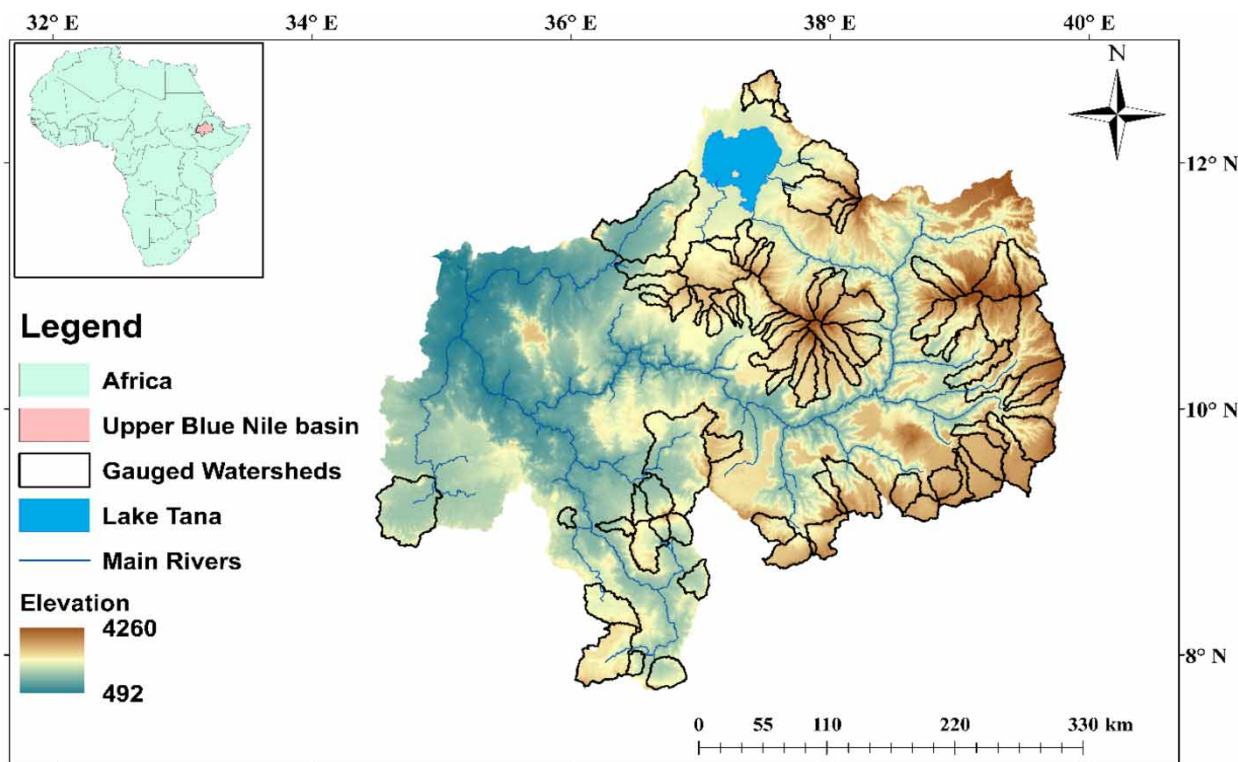 32° E 34° E 36° E 38° E 40° E
N
12° N
Legend
Africa
Upper Blue Nile basin
10° N
Gauged Watersheds
Lake Tana
Main Rivers
Elevation
4260
8° N
492
0 55 110 220 330 km